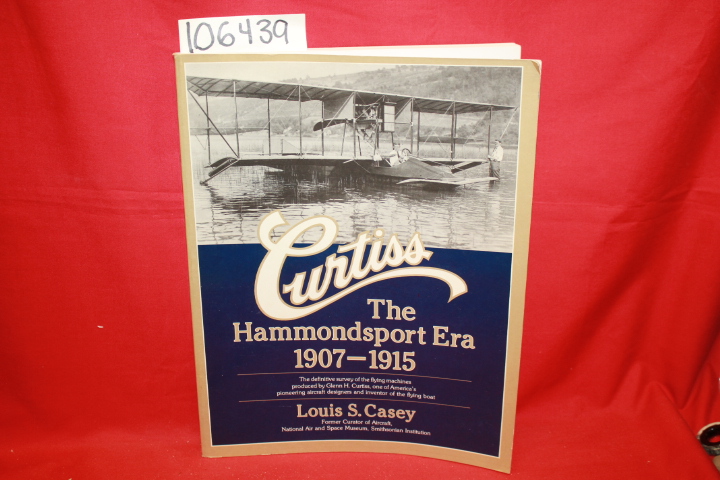 106439
Curtiss
The
Hammondsport Era
1907–1915
The definitive survey of the flying machines
produced by Glenn H. Curtiss, one of America's
pioneering aircraft designers and inventor of the flying boat
Louis S. Casey
Former Curator of Aircraft,
National Air and Space Museum, Smithsonian Institution